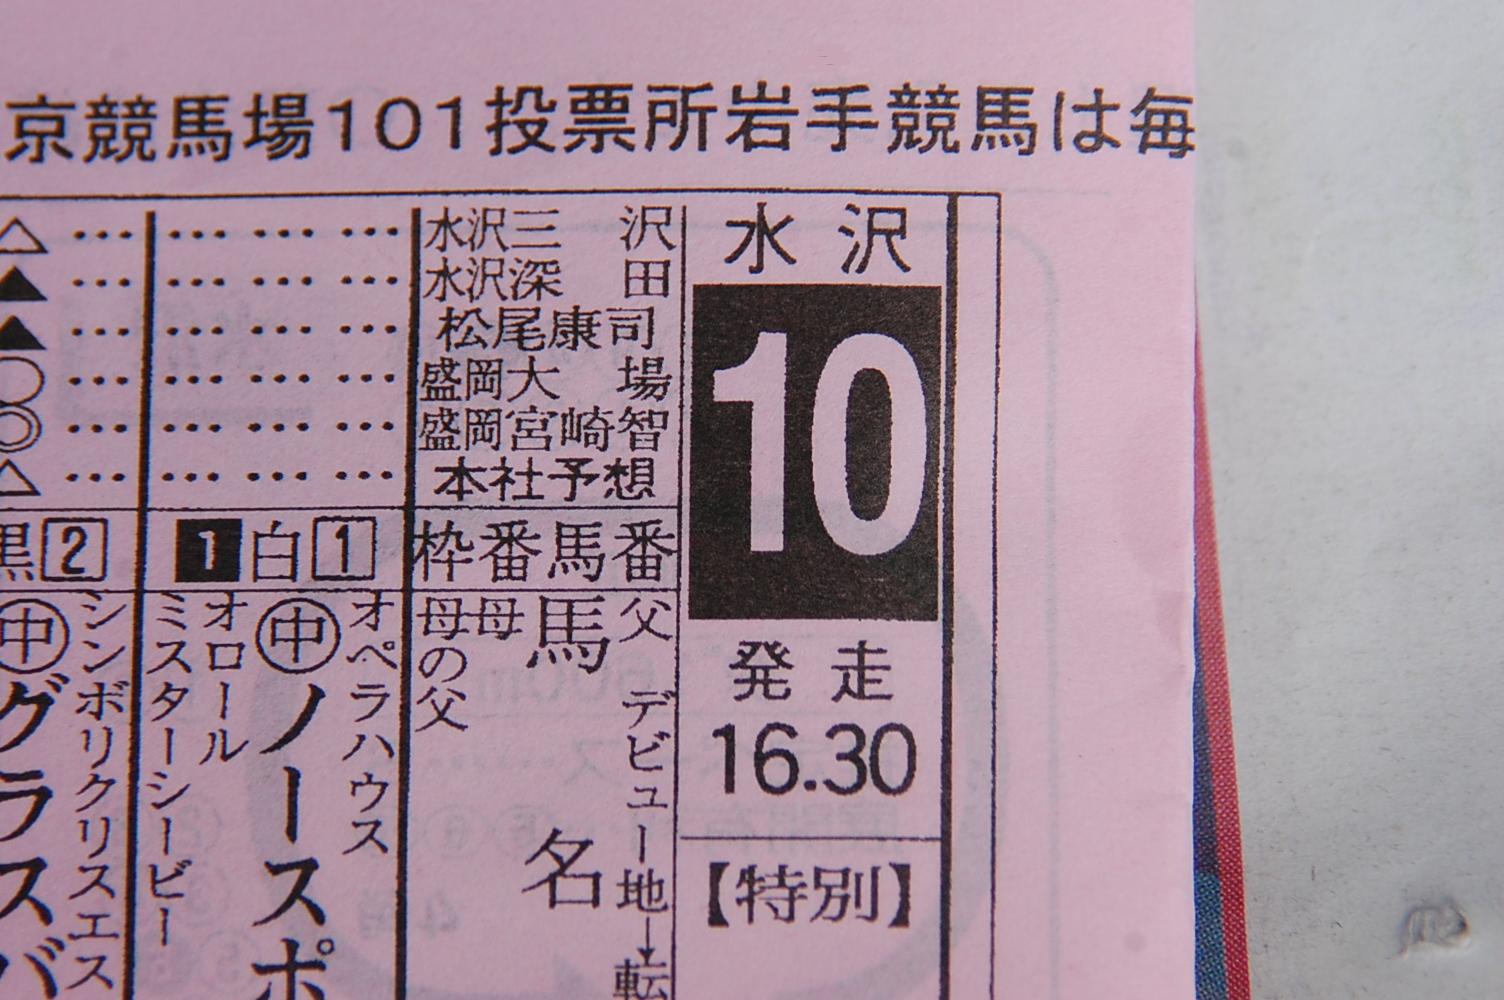 京競馬場101投票所岩手競馬は毎
水沢
10
発走
16.30
【特別】
水沢三沢
水沢深田
松尾康司
盛岡大場
盛岡宮崎智
本社予想
枠番馬番
父 デビュー地→転
馬名
母母の父
△ … … … …
▲ … … … …
▲ … … … …
○ … … … …
◎ … … … …
△ … … … …
1白1
オペラハウス
㊥ノースポ
オロール
ミスターシービー
黒2
シンボリクリスエス
㊥グラスバ